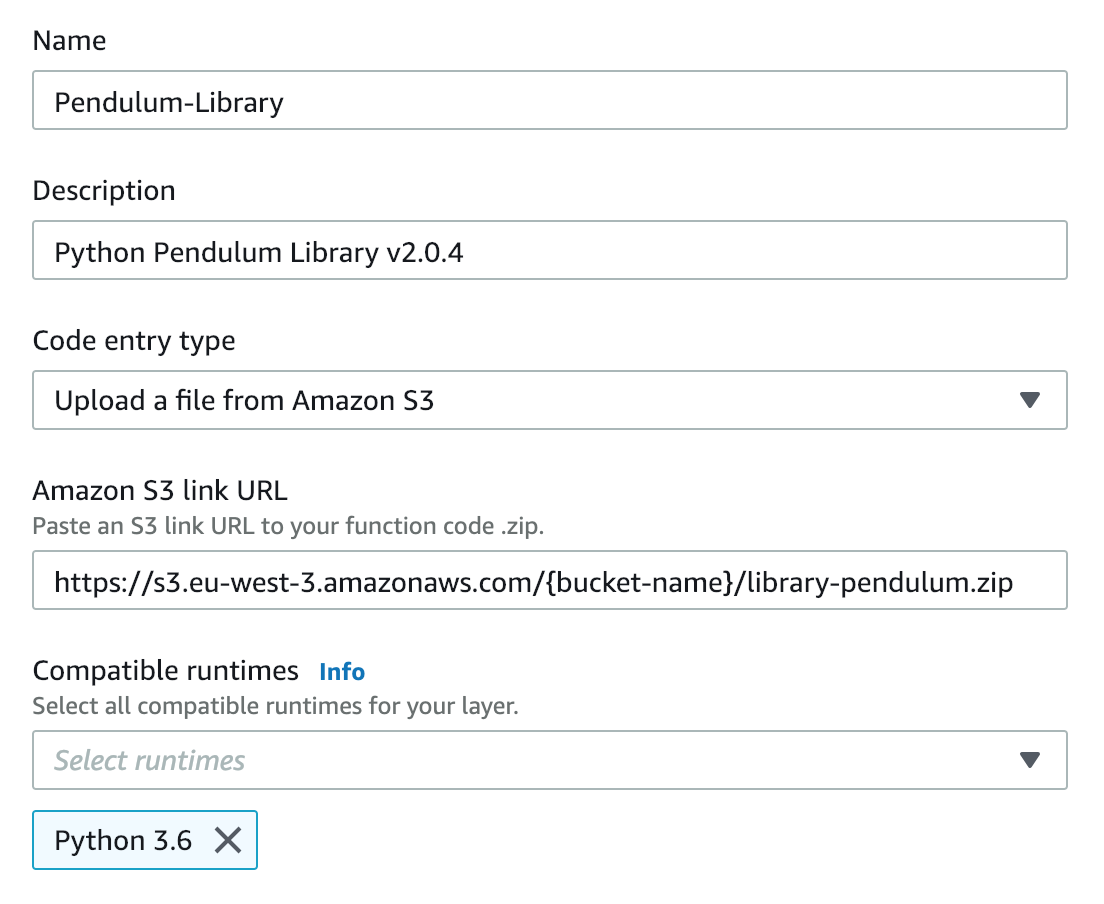 Name
Pendulum-Library
Description
Python Pendulum Library v2.0.4
Code entry type
Upload a file from Amazon S3
Amazon S3 link URL
Paste an S3 link URL to your function code .zip.
https://s3.eu-west-3.amazonaws.com/{bucket-name}/library-pendulum.zip
Compatible runtimes Info
Select all compatible runtimes for your layer.
Select runtimes
Python 3.6